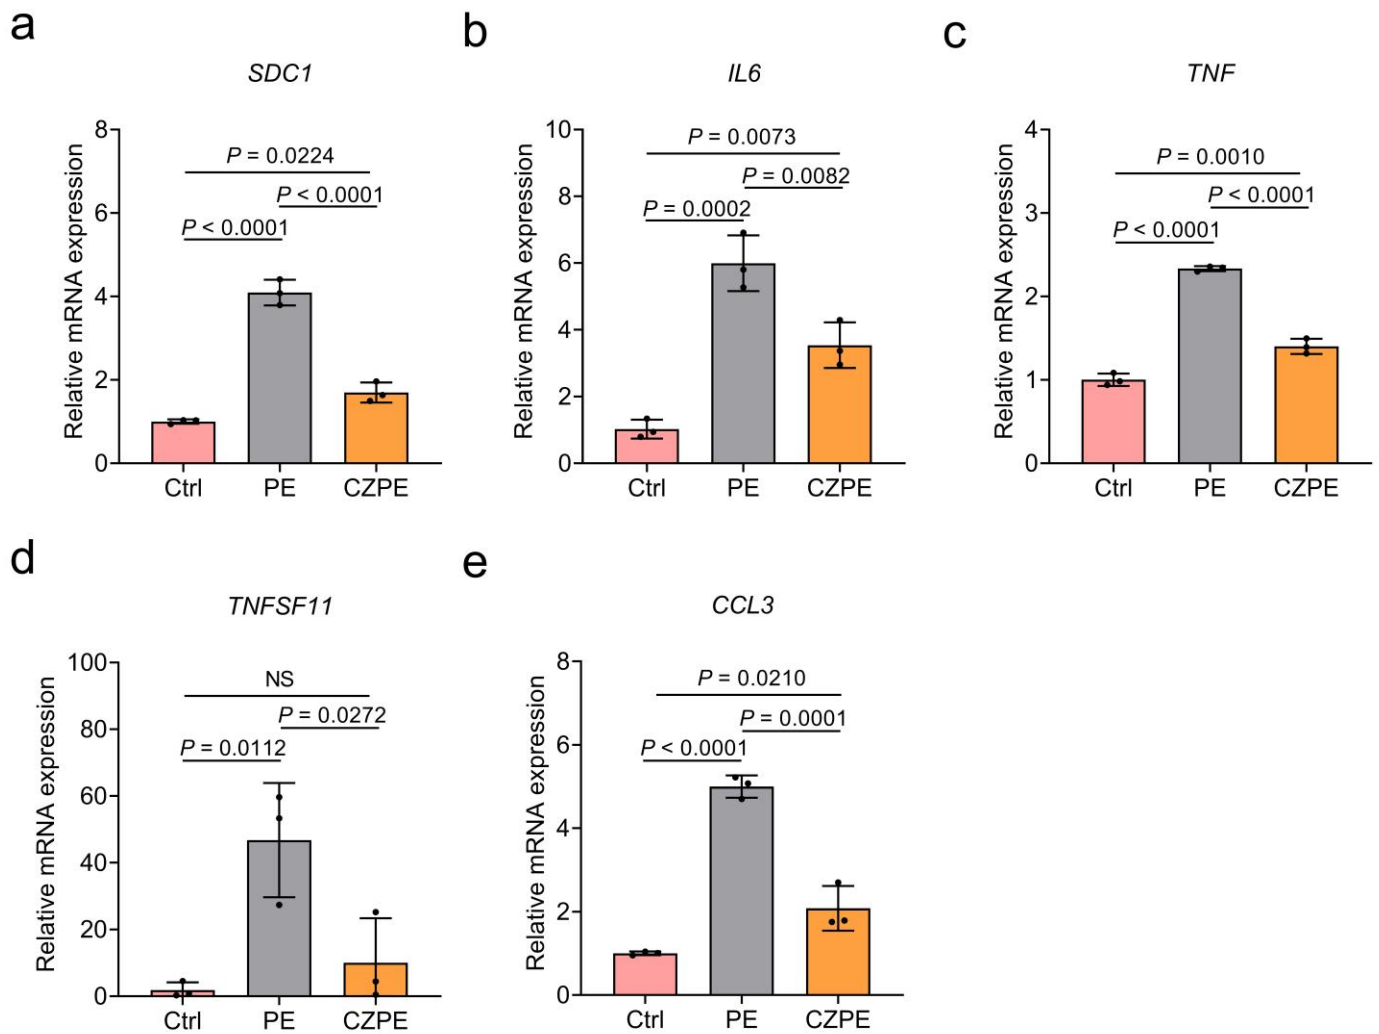 a
SDC1
Relative mRNA expression
8
6
4
2
0
P = 0.0224
P < 0.0001
P < 0.0001
Ctrl PE CZPE
b
IL6
Relative mRNA expression
10
8
6
4
2
0
P = 0.0073
P = 0.0082
P = 0.0002
Ctrl PE CZPE
c
TNF
Relative mRNA expression
4
3
2
1
0
P = 0.0010
P < 0.0001
P < 0.0001
Ctrl PE CZPE
d
TNFSF11
Relative mRNA expression
100
80
60
40
20
0
NS
P = 0.0272
P = 0.0112
Ctrl PE CZPE
e
CCL3
Relative mRNA expression
8
6
4
2
0
P = 0.0210
P = 0.0001
P < 0.0001
Ctrl PE CZPE